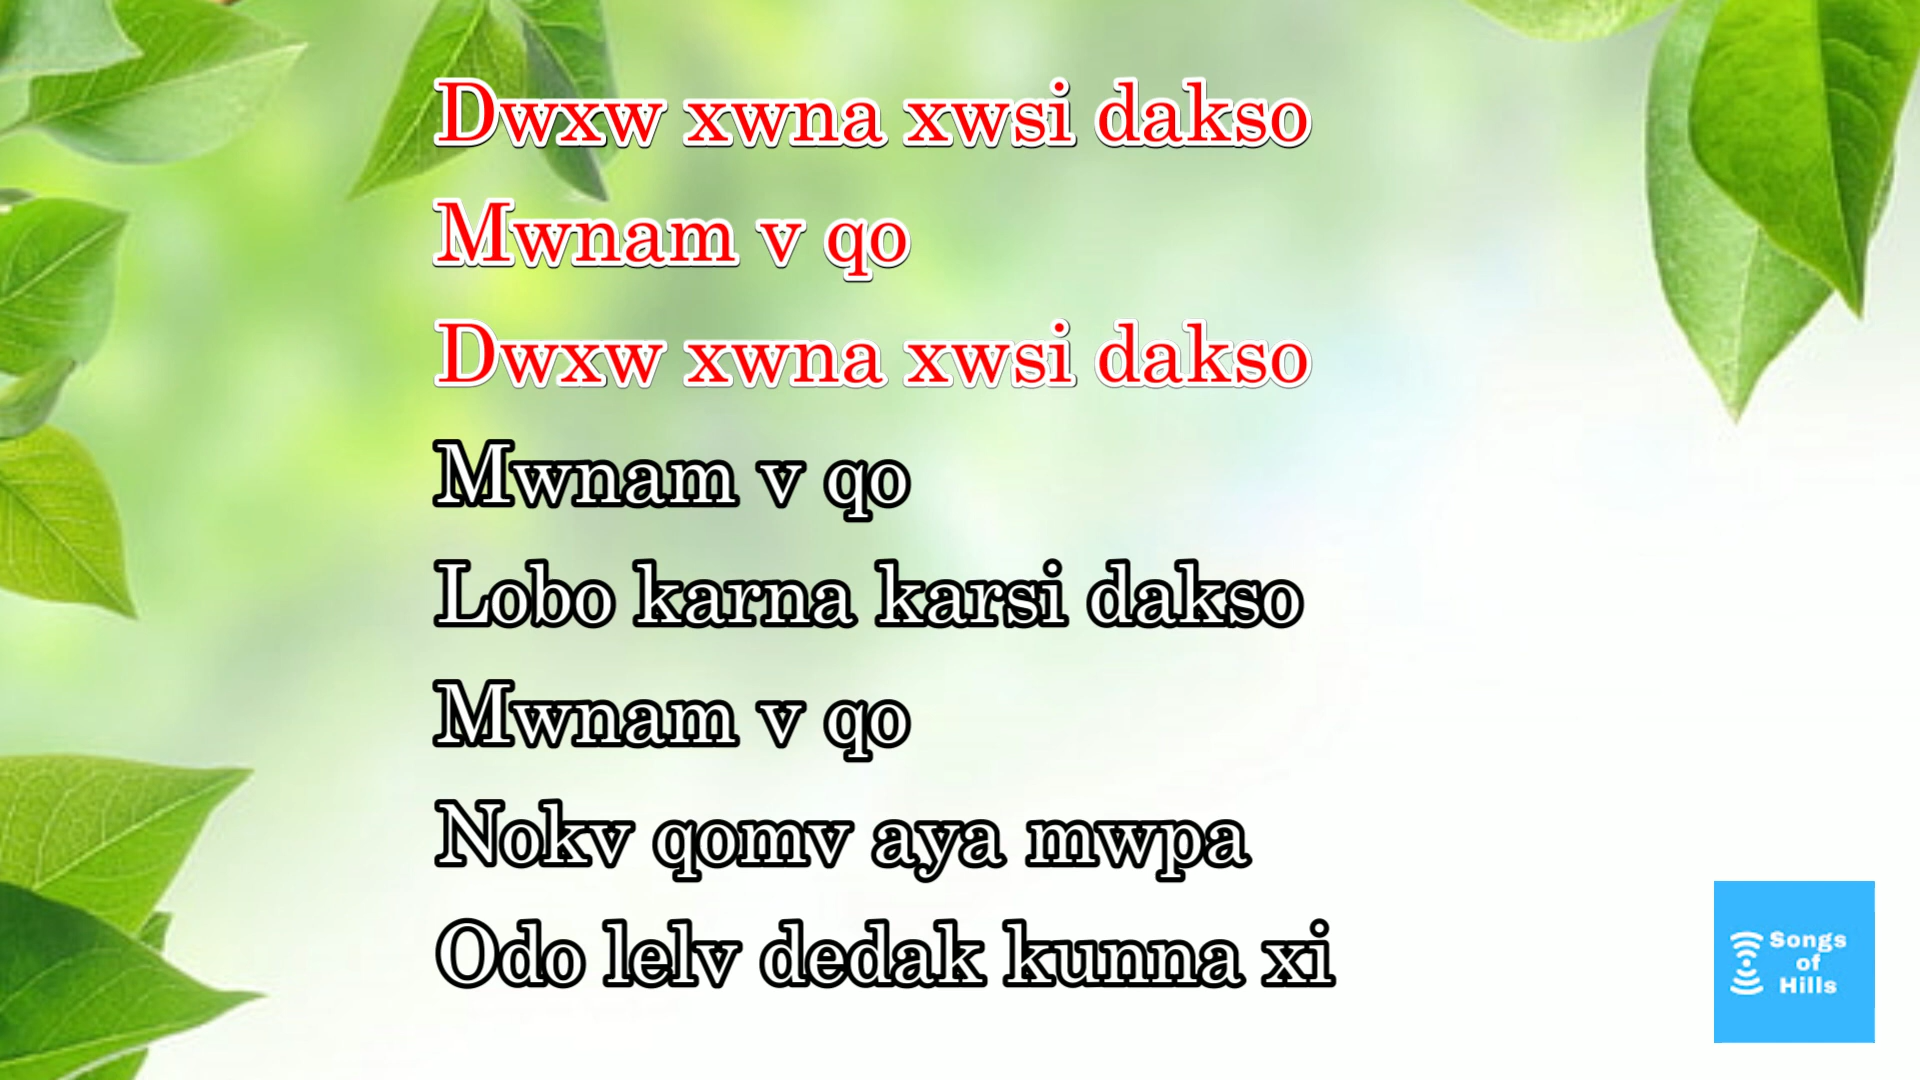 Dwxw xwna xwsi dakso
Mwnam v qo
Dwxw xwna xwsi dakso
Mwnam v qo
Lobo karna karsi dakso
Mwnam v qo
Nokv qomv aya mwpa
Odo lelv dedak kunna xi
Songs
of
Hills